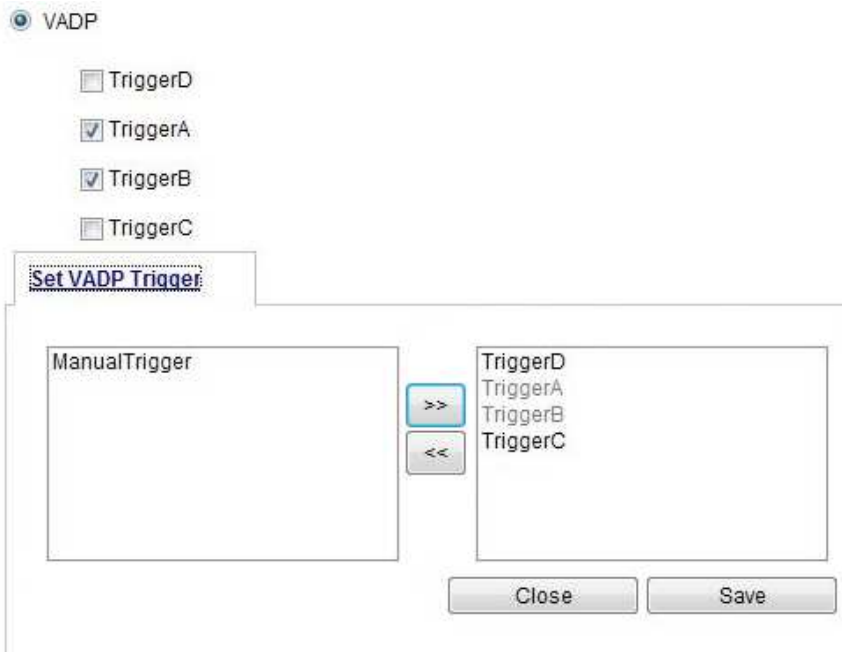 VADP
TriggerD
TriggerA
TriggerB
TriggerC
Set VADP Trigger
ManualTrigger
TriggerD
TriggerA
TriggerB
TriggerC
>>
<<
Close
Save